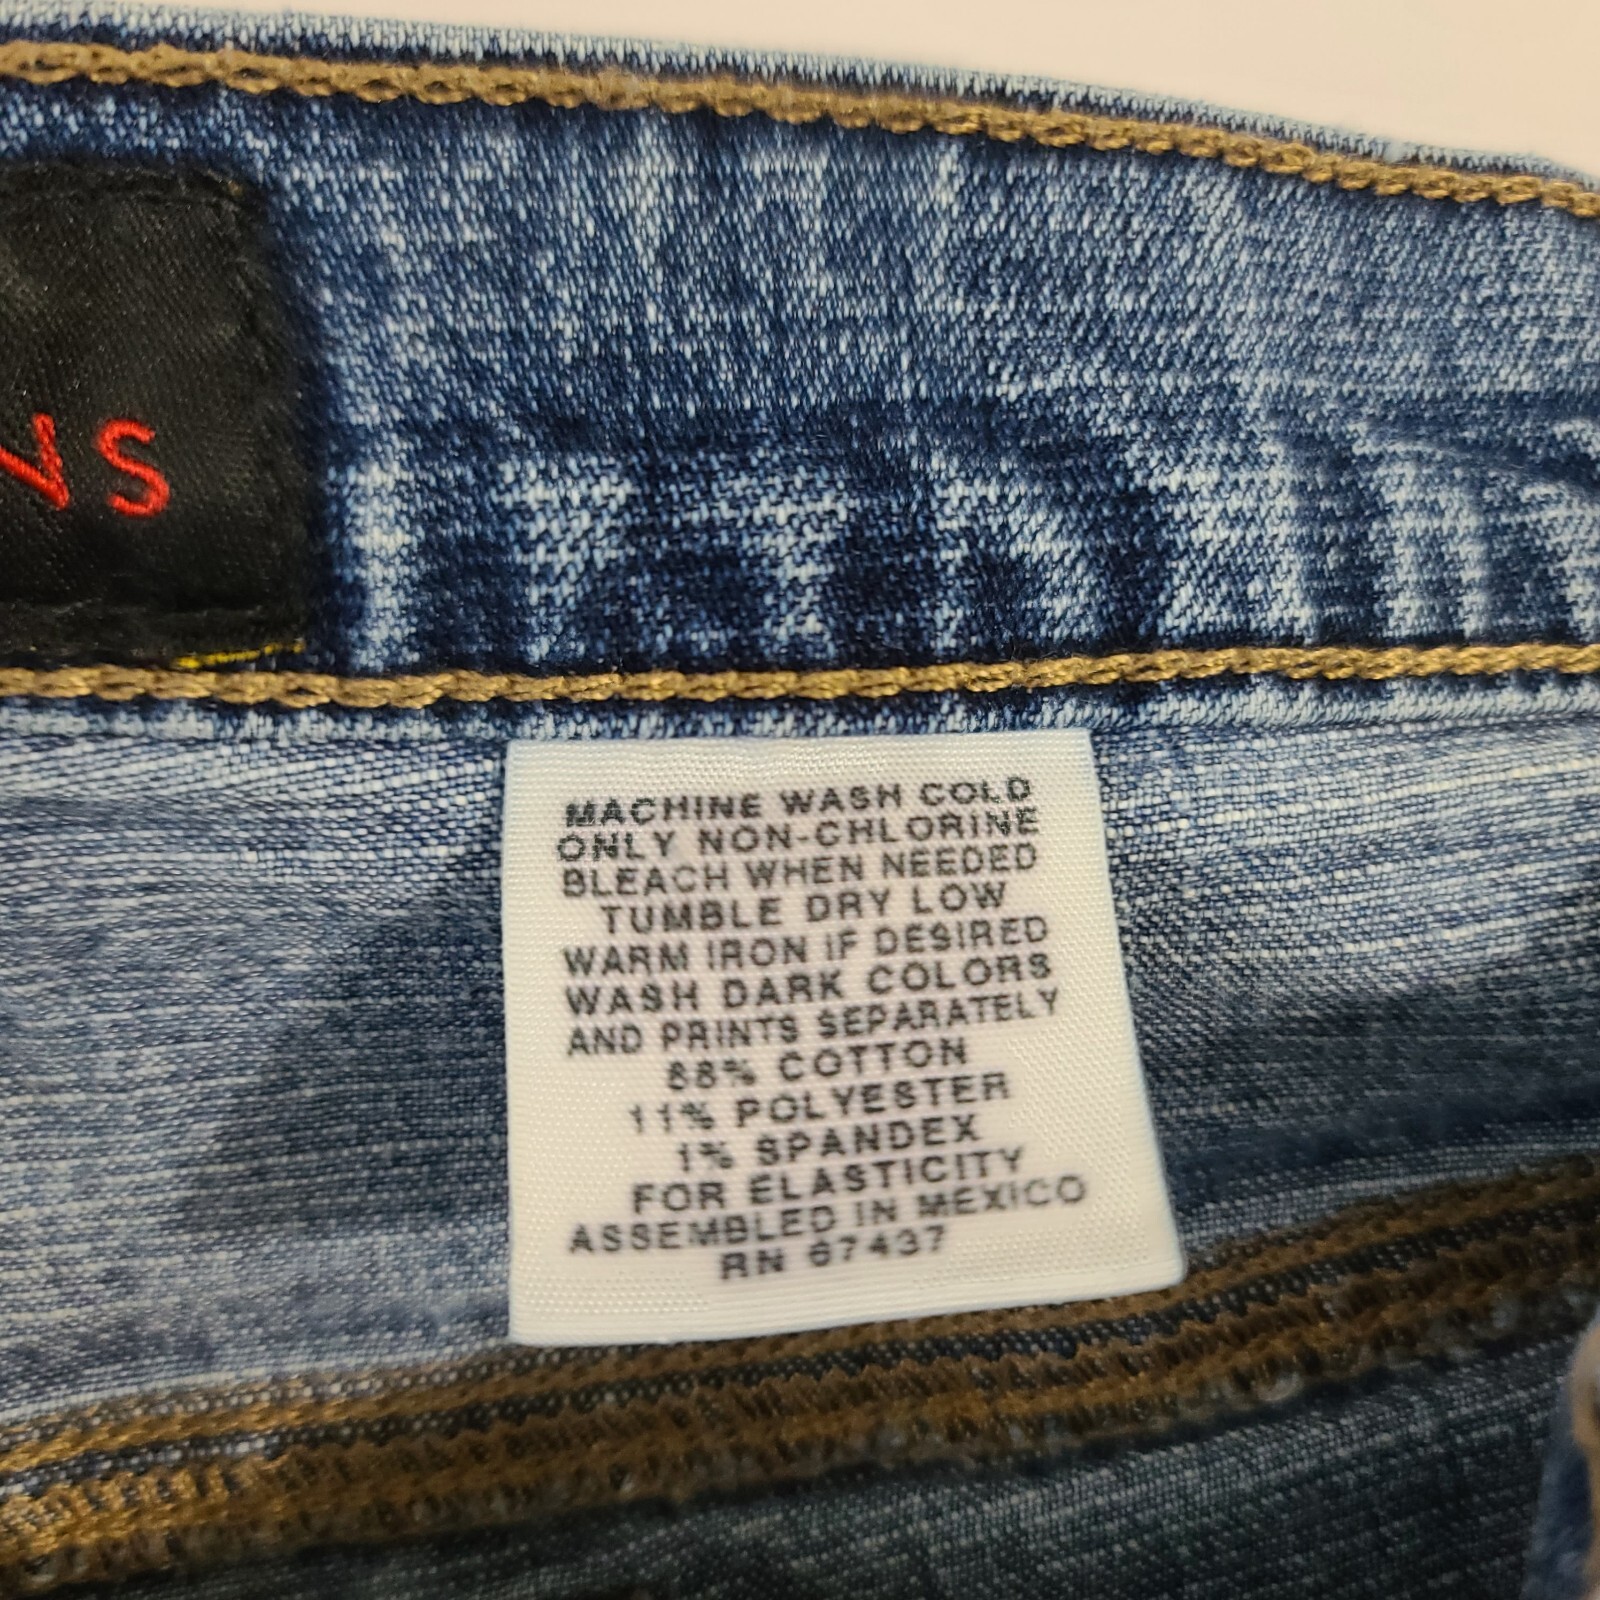 NS
MACHINE WASH COLD
ONLY NON-CHLORINE
BLEACH WHEN NEEDED
TUMBLE DRY LOW
WARM IRON IF DESIRED
WASH DARK COLORS
AND PRINTS SEPARATELY
88% COTTON
11% POLYESTER
1% SPANDEX
FOR ELASTICITY
ASSEMBLED IN MEXICO
RN 67437